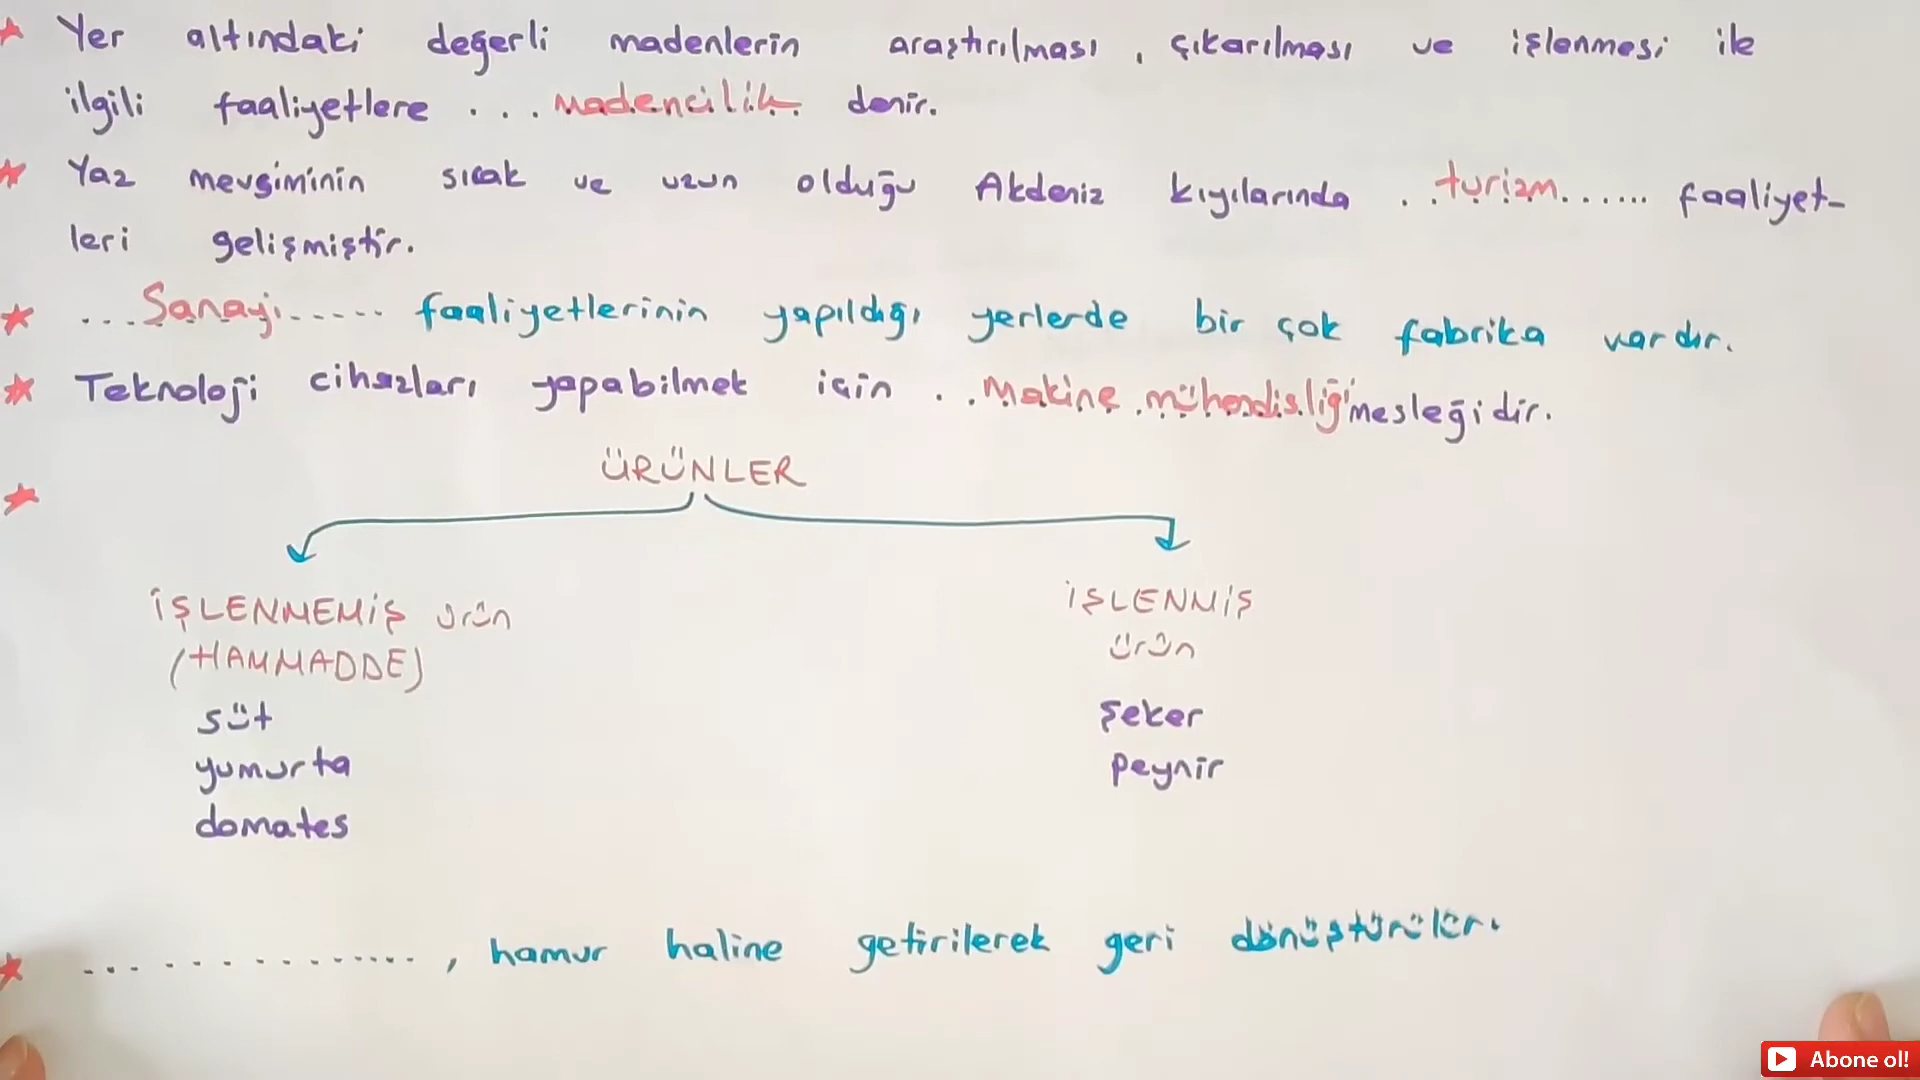 Yer altındaki değerli madenlerin araştırılması, çıkarılması ve işlenmesi ile
ilgili faaliyetlere ... madencilik. denir.
Yaz mevsiminin sıcak ve uzun olduğu Akdeniz kıyılarında ..turizm...... faaliyet-
leri gelişmiştir.
...Sanayi..... faaliyetlerinin yapıldığı yerlerde bir çok fabrika vardır.
Teknoloji cihazları yapabilmek için ..Makine mühendisliği mesleğidir.
ÜRÜNLER
İŞLENMEMİŞ ürün
(HAMMADDE)
süt
yumurta
domates
İŞLENMİŞ
ürün
şeker
peynir
..............., hamur haline getirilerek geri dönüştürülür.
Abone ol!